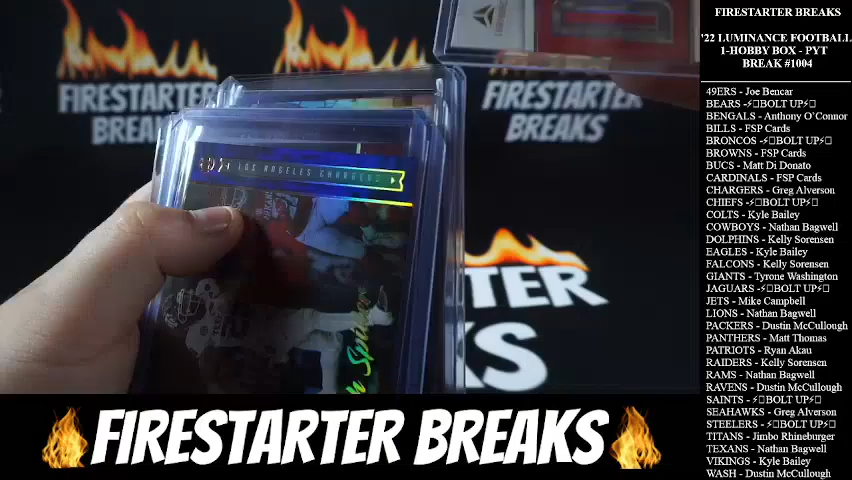 FIRESTARTER BREAKS
'22 LUMINANCE FOOTBALL
1-HOBBY BOX - PYT
BREAK #1004
49ERS - Joe Bencar
BEARS -⚡▯BOLT UP⚡▯
BENGALS - Anthony O'Connor
BILLS - FSP Cards
BRONCOS -⚡▯BOLT UP⚡▯
BROWNS - FSP Cards
BUCS - Matt Di Donato
CARDINALS - FSP Cards
CHARGERS - Greg Alverson
CHIEFS -⚡▯BOLT UP⚡▯
COLTS - Kyle Bailey
COWBOYS - Nathan Bagwell
DOLPHINS - Kelly Sorensen
EAGLES - Kyle Bailey
FALCONS - Kelly Sorensen
GIANTS - Tyrone Washington
JAGUARS -⚡▯BOLT UP⚡▯
JETS - Mike Campbell
LIONS - Nathan Bagwell
PACKERS - Dustin McCullough
PANTHERS - Matt Thomas
PATRIOTS - Ryan Akau
RAIDERS - Kelly Sorensen
RAMS - Nathan Bagwell
RAVENS - Dustin McCullough
SAINTS -⚡▯BOLT UP⚡▯
SEAHAWKS - Greg Alverson
STEELERS -⚡▯BOLT UP⚡▯
TITANS - Jimbo Rhineburger
TEXANS - Nathan Bagwell
VIKINGS - Kyle Bailey
WASH - Dustin McCullough
FIRESTARTER
BREAKS
FIRESTARTER
BREAKS
LOS ANGELES CHARGERS
TER
KS
FIRESTARTER BREAKS